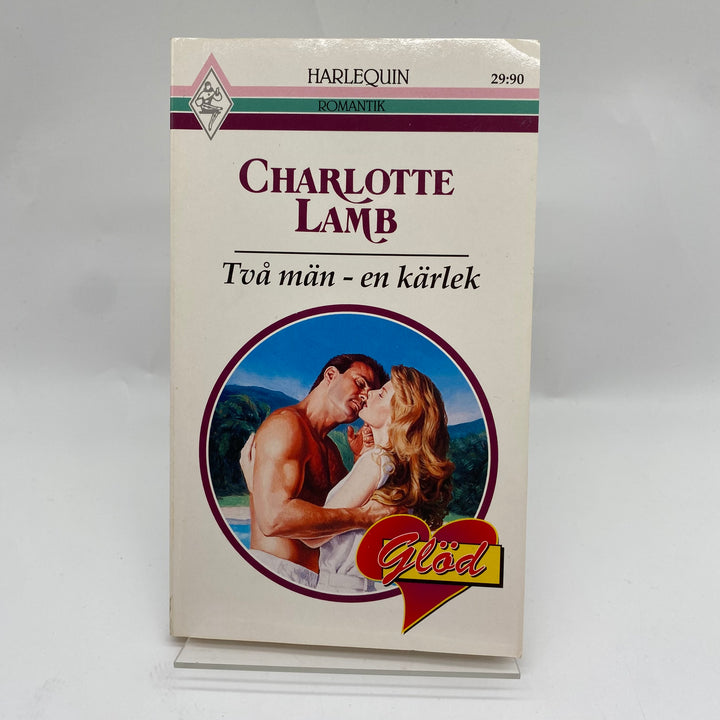 HARLEQUIN
29:90
ROMANTIK
CHARLOTTE
LAMB
Två män - en kärlek
Glöd